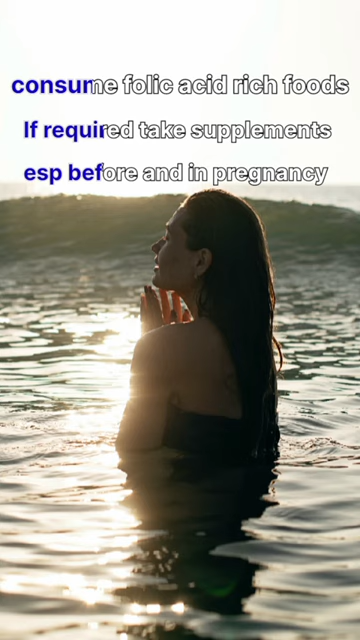 consume folic acid rich foods
If required take supplements
esp before and in pregnancy